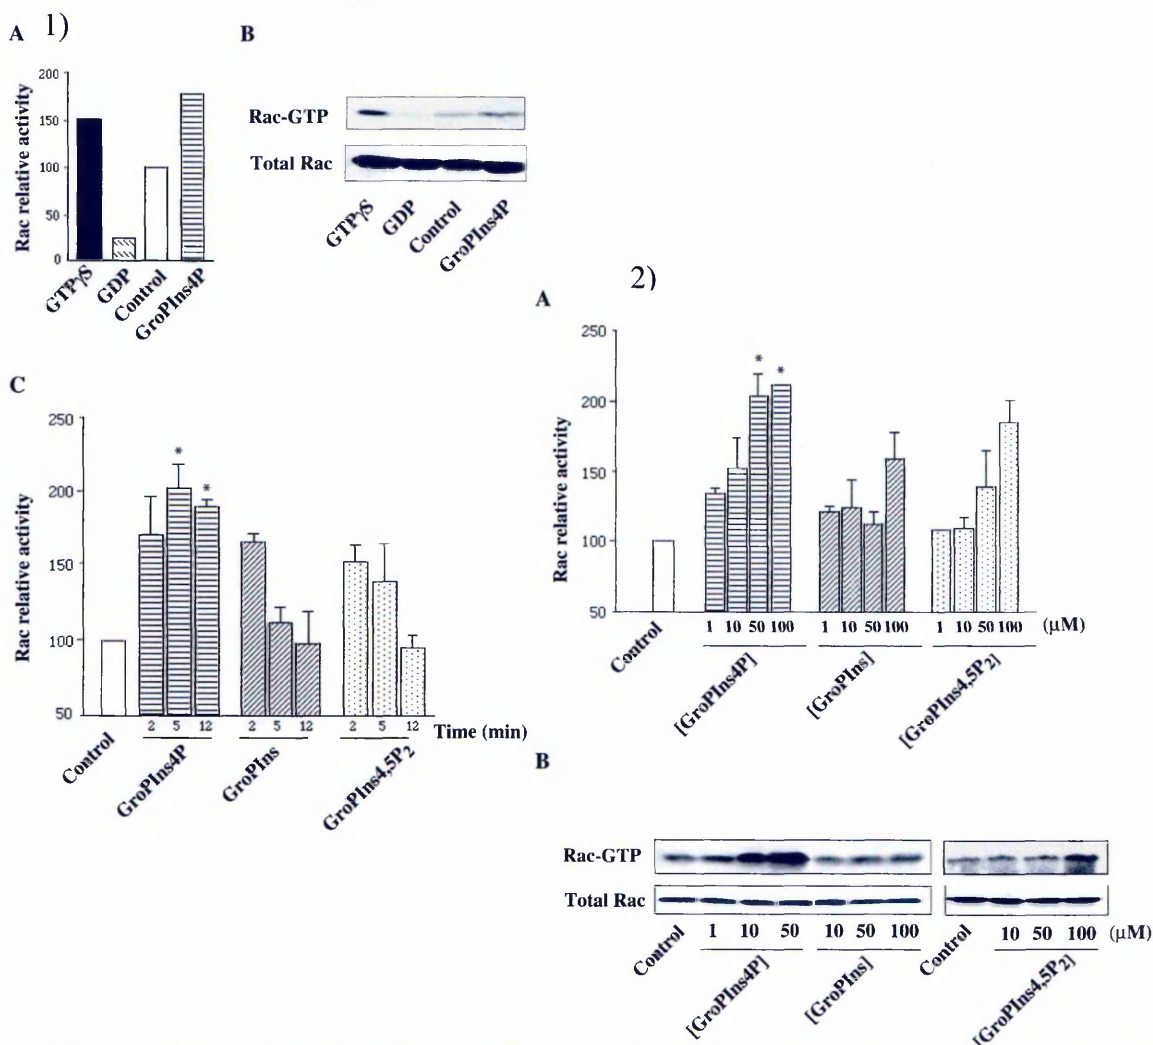 1)
A
Rac relative activity
200
150
100
50
0
GTPγS
GDP
Control
GroPIns4P
B
Rac-GTP
Total Rac
GTPγS
GDP
Control
GroPIns4P
C
Rac relative activity
250
200
150
100
50
*
*
2 5 12
2 5 12
2 5 12
Time (min)
Control
GroPIns4P
GroPIns
GroPIns4,5P₂
2)
A
Rac relative activity
250
200
150
100
50
*
*
1 10 50 100
1 10 50 100
1 10 50 100
(μM)
Control
[GroPIns4P]
[GroPIns]
[GroPIns4,5P₂]
B
Rac-GTP
Total Rac
1 10 50
10 50 100
10 50 100
(μM)
Control
[GroPIns4P]
[GroPIns]
Control
[GroPIns4,5P₂]